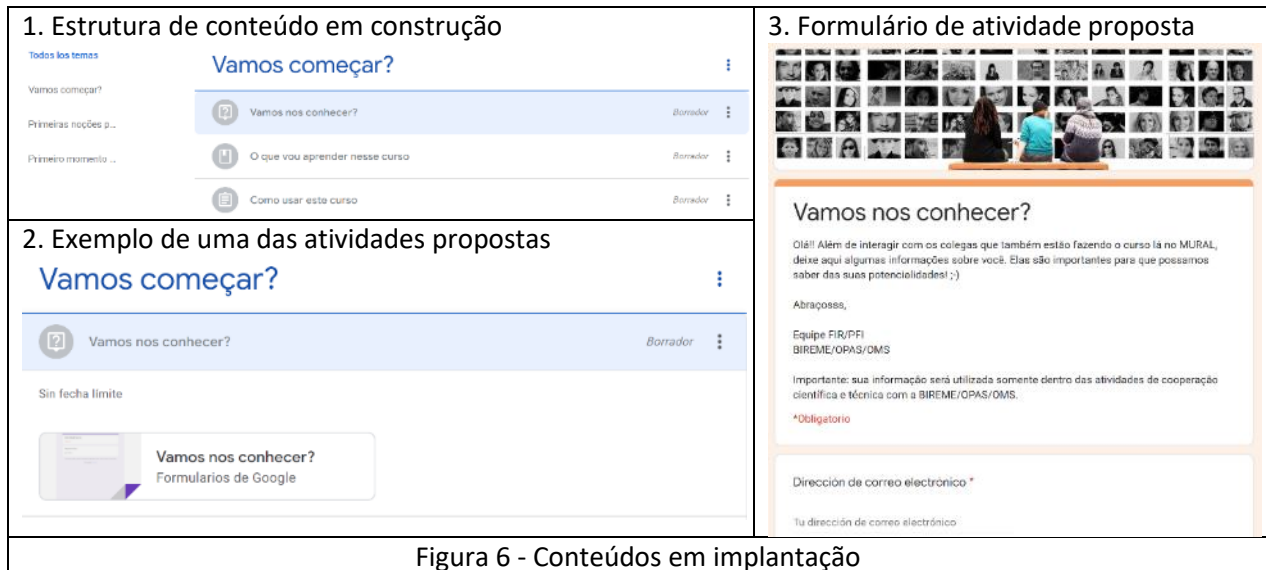 1. Estrutura de conteúdo em construção
Todos los temas
Vamos começar?
Primeiras noções p...
Primeiro momento ...
Vamos começar?
Vamos nos conhecer?
Borrador
O que vou aprender nesse curso
Borrador
Como usar este curso
Borrador
2. Exemplo de uma das atividades propostas
Vamos começar?
Vamos nos conhecer?
Borrador
Sin fecha límite
Vamos nos conhecer?
Formularios de Google
3. Formulário de atividade proposta
Vamos nos conhecer?
Olá!! Além de interagir com os colegas que também estão fazendo o curso lá no MURAL,
deixe aqui algumas informações sobre você. Elas são importantes para que possamos
saber das suas potencialidades! ;-)
Abraçosss,
Equipe FIR/PFI
BIREME/OPAS/OMS
Importante: sua informação será utilizada somente dentro das atividades de cooperação
científica e técnica com a BIREME/OPAS/OMS.
*Obligatorio
Dirección de correo electrónico *
Tu dirección de correo electrónico
Figura 6 - Conteúdos em implantação